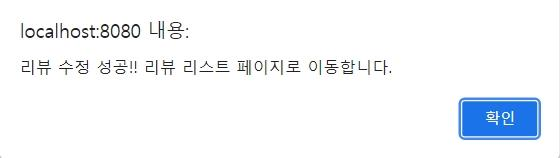 localhost:8080 내용:
리뷰 수정 성공!! 리뷰 리스트 페이지로 이동합니다.
확인